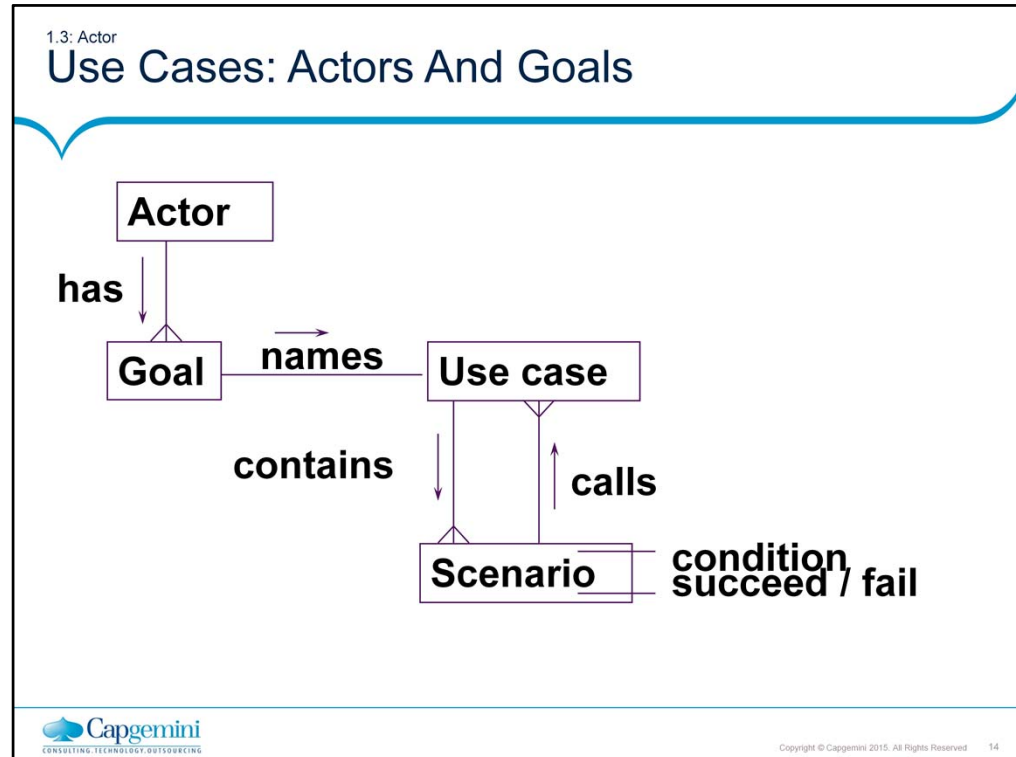 1.3: Actor
Use Cases: Actors And Goals
Actor
has
Goal
names
Use case
contains
calls
Scenario
condition
succeed / fail
Capgemini
CONSULTING.TECHNOLOGY.OUTSOURCING
Copyright © Capgemini 2015. All Rights Reserved 14